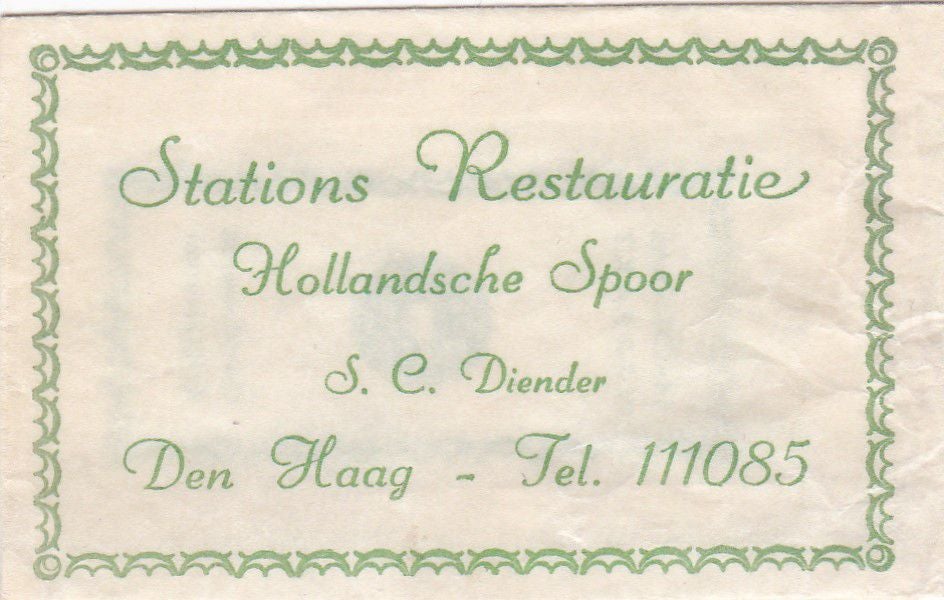 Stations Restauratie
Hollandsche Spoor
S. C. Diender
Den Haag - Tel. 111085